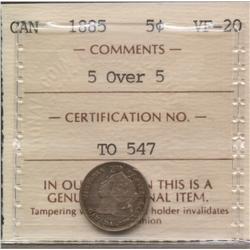 CAN 1885 5¢ VF-20
COMMENTS
5 Over 5
CERTIFICATION NO.
TO 547
IN OU N THIS IS A
GENU NAL ITEM.
Tampering w holder invalidates
nion